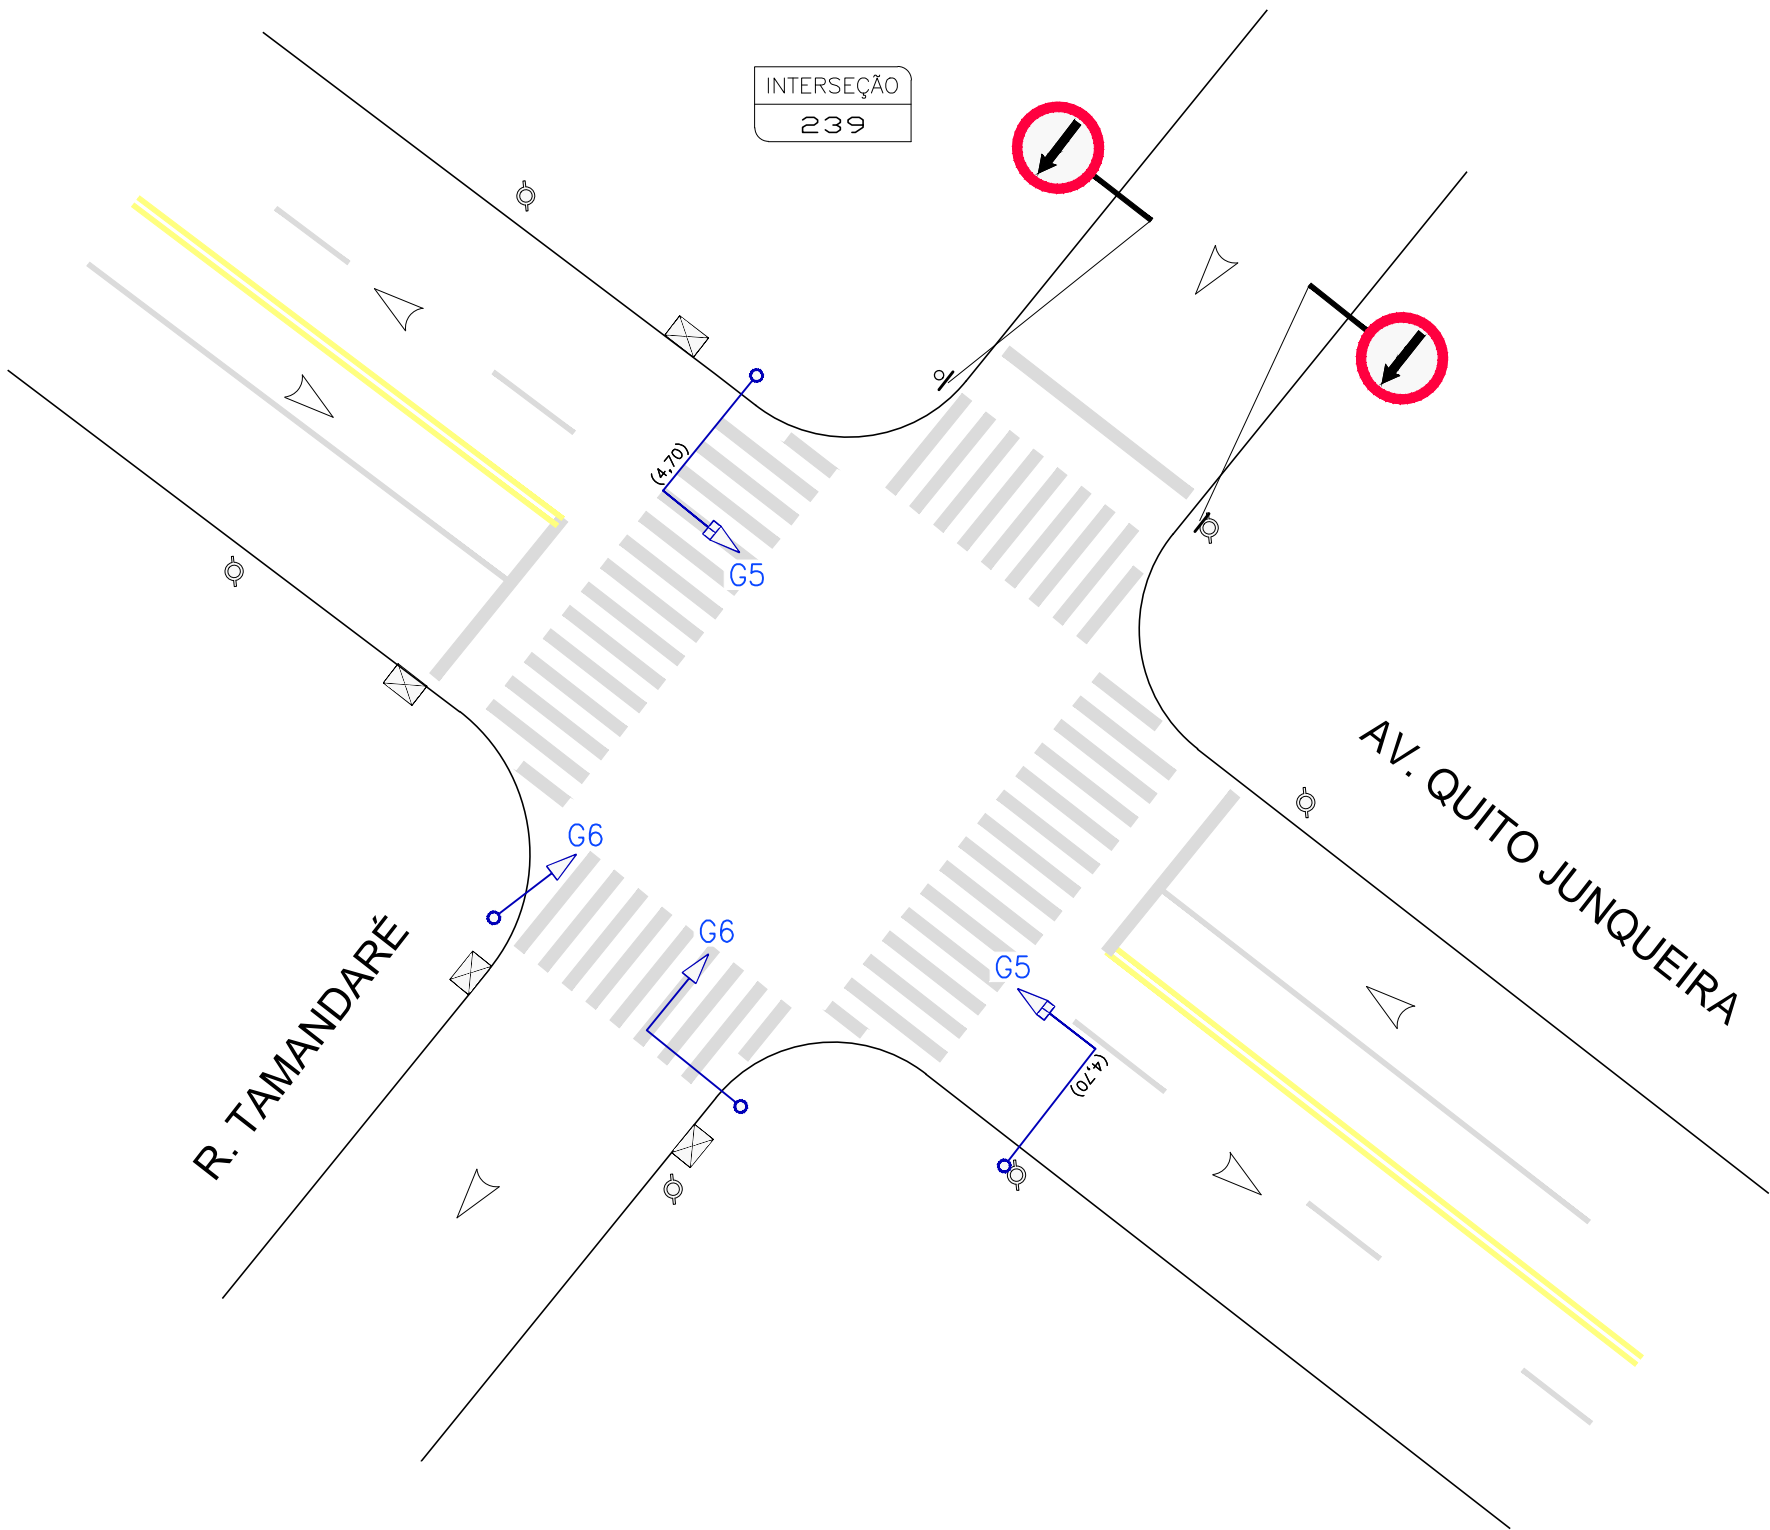 INTERSEÇÃO
239
(4,70)
G5
AV. QUITO JUNQUEIRA
G6
R. TAMANDARÉ
G6
G5
(4,70)